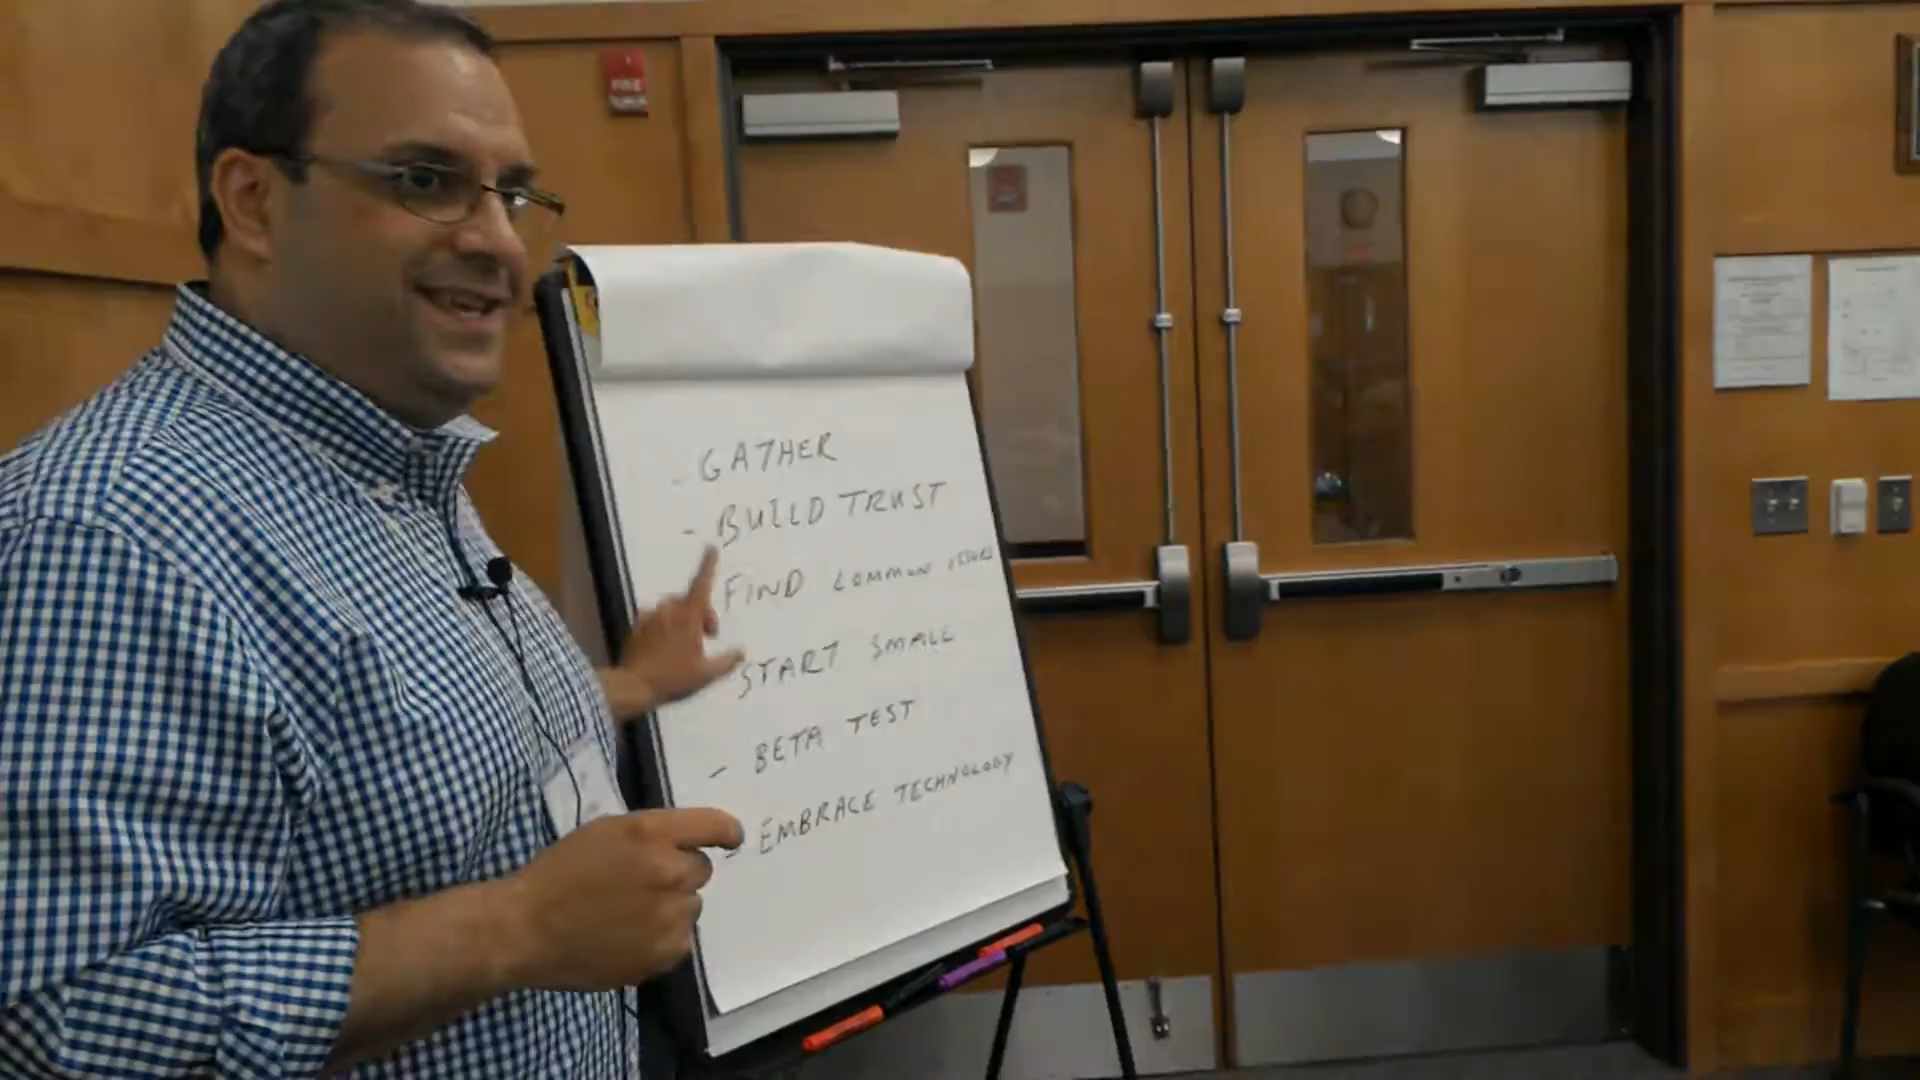 - GATHER
- BUILD TRUST
FIND COMMON ISSUES
START SMALL
- BETA TEST
- EMBRACE TECHNOLOGY